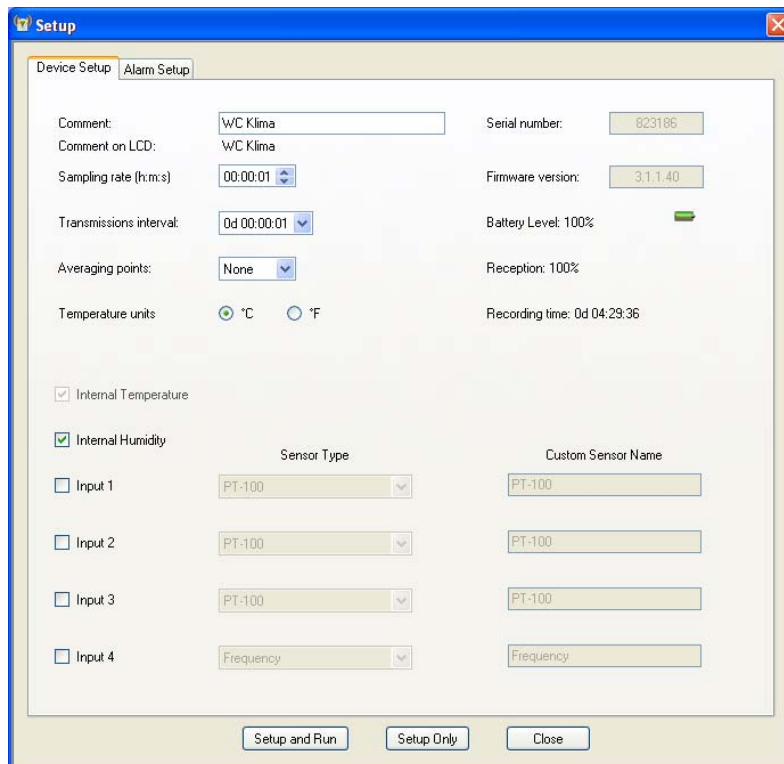 Setup
Device Setup Alarm Setup
Comment: WC Klima Serial number: 823186
Comment on LCD: WC Klima
Sampling rate (h:m:s) 00:00:01 Firmware version: 3.1.1.40
Transmissions interval: 0d 00:00:01 Battery Level: 100%
Averaging points: None Reception: 100%
Temperature units °C °F Recording time: 0d 04:29:36
Internal Temperature
Internal Humidity
Sensor Type Custom Sensor Name
Input 1 PT-100 PT-100
Input 2 PT-100 PT-100
Input 3 PT-100 PT-100
Input 4 Frequency Frequency
Setup and Run Setup Only Close